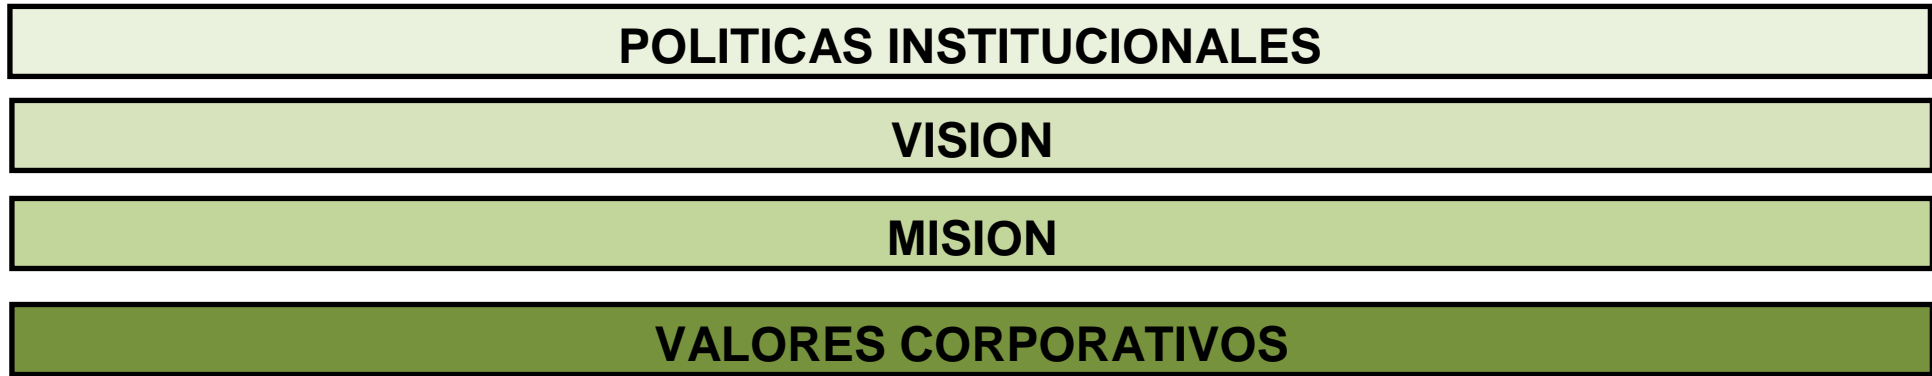 POLITICAS INSTITUCIONALES
VISION
MISION
VALORES CORPORATIVOS